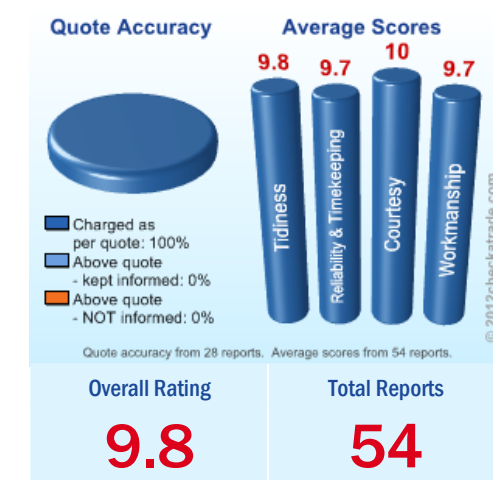 Quote Accuracy
Charged as
per quote: 100%
Above quote
- kept informed: 0%
Above quote
- NOT informed: 0%
Average Scores
9.8
9.7
10
9.7
Tidiness
Reliability & Timekeeping
Courtesy
Workmanship
© 2012checkatrade.com
Quote accuracy from 28 reports. Average scores from 54 reports.
Overall Rating
9.8
Total Reports
54